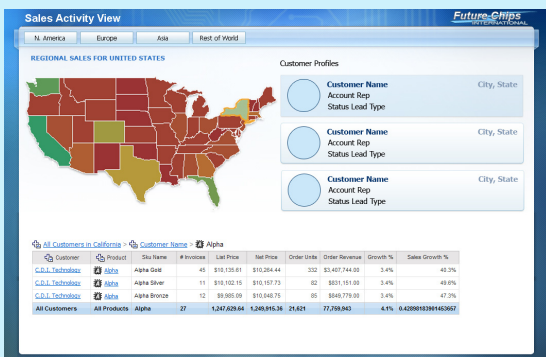 Sales Activity View
Future Chips
INTERNATIONAL
N. America Europe Asia Rest of World
REGIONAL SALES FOR UNITED STATES
Customer Profiles
Customer Name City, State
Account Rep
Status Lead Type
Customer Name City, State
Account Rep
Status Lead Type
Customer Name City, State
Account Rep
Status Lead Type
All Customers in California > Customer Name > Alpha
Customer Product Sku Name # Invoices List Price Net Price Order Units Order Revenue Growth % Sales Growth %
C.D.I. Technology Alpha Alpha Gold 45 $10,135.61 $10,264.44 332 $3,407,744.00 3.4% 40.3%
C.D.I. Technology Alpha Alpha Silver 11 $10,102.15 $10,157.73 82 $831,151.00 3.4% 49.6%
C.D.I. Technology Alpha Alpha Bronze 12 $9,985.09 $10,048.75 85 $849,779.00 3.4% 47.3%
All Customers All Products Alpha 27 1,247,629.64 1,249,915.36 21,621 77,759,943 4.1% 0.42898183901453657